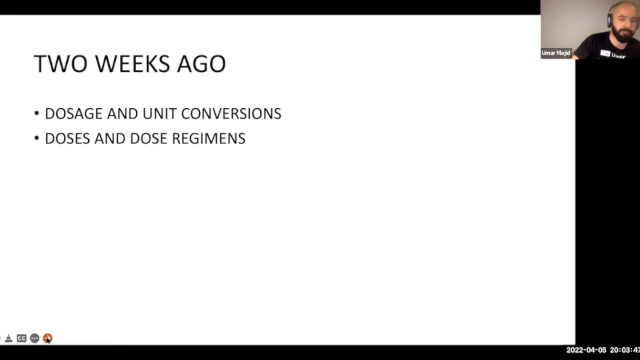 TWO WEEKS AGO
• DOSAGE AND UNIT CONVERSIONS
• DOSES AND DOSE REGIMENS
Umar Majid
CC
2022-04-05 20:03:47